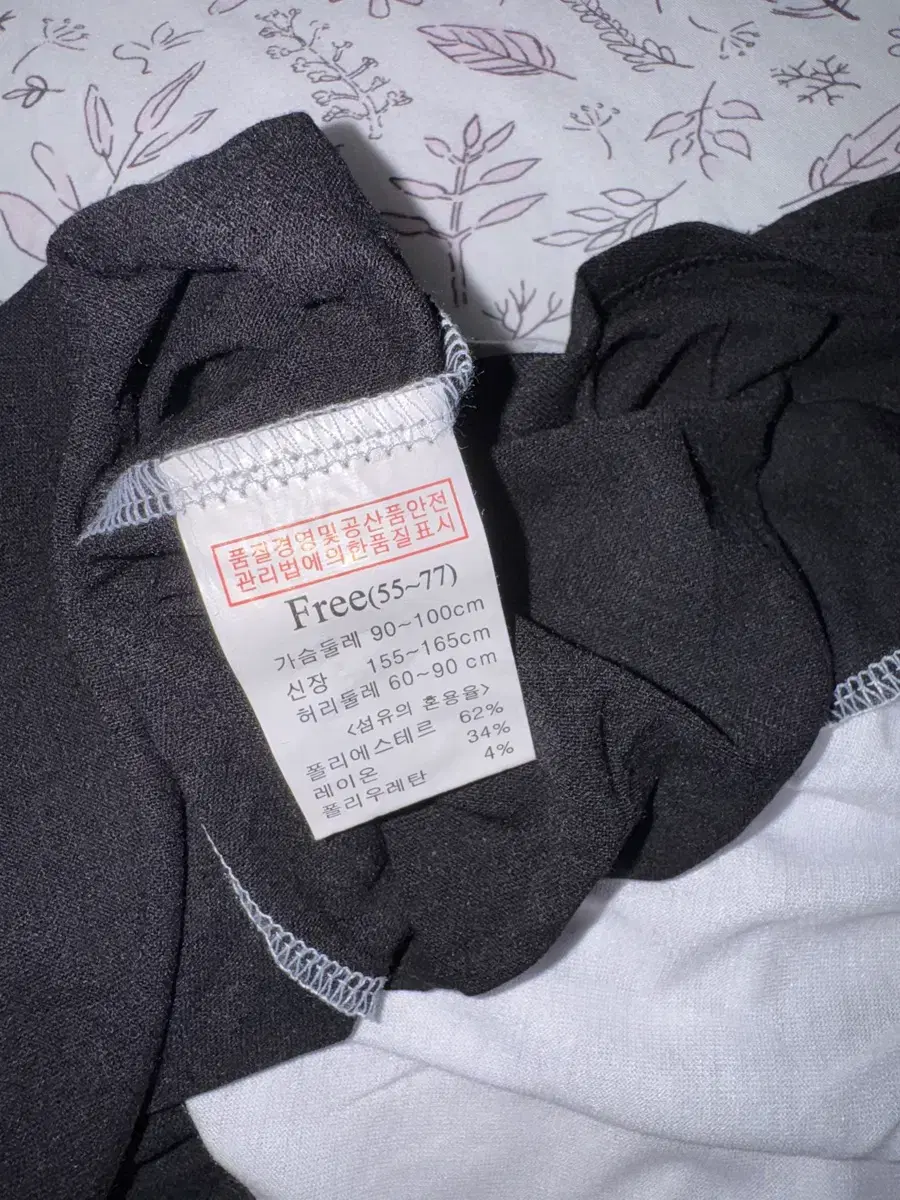 품질경영및공산품안전
관리법에의한품질표시
Free(55~77)
가슴둘레 90~100cm
신장 155~165cm
허리둘레 60~90 cm
<섬유의 혼용율>
폴리에스테르 62%
레이온 34%
폴리우레탄 4%